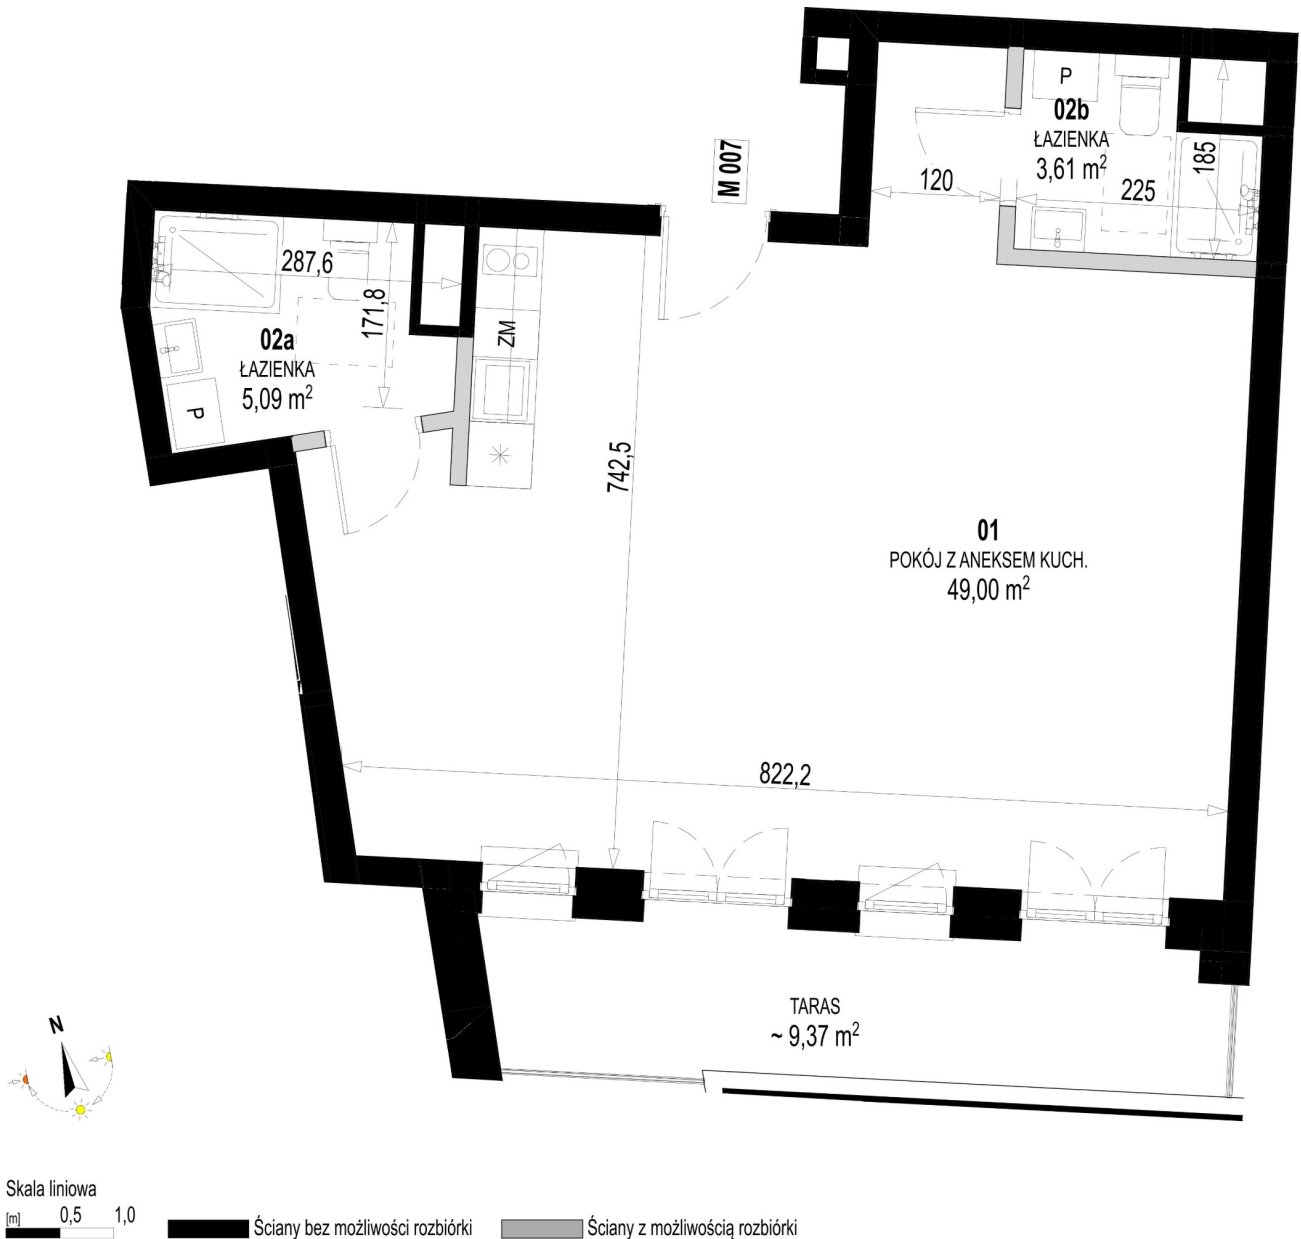 P
02b
ŁAZIENKA
3,61 m²
185
120
225
M 007
287,6
171,8
ZM
02a
ŁAZIENKA
5,09 m²
P
742,5
01
POKÓJ Z ANEKSEM KUCH.
49,00 m²
822,2
TARAS
~ 9,37 m²
N
Skala liniowa
[m] 0,5 1,0
Ściany bez możliwości rozbiórki
Ściany z możliwością rozbiórki